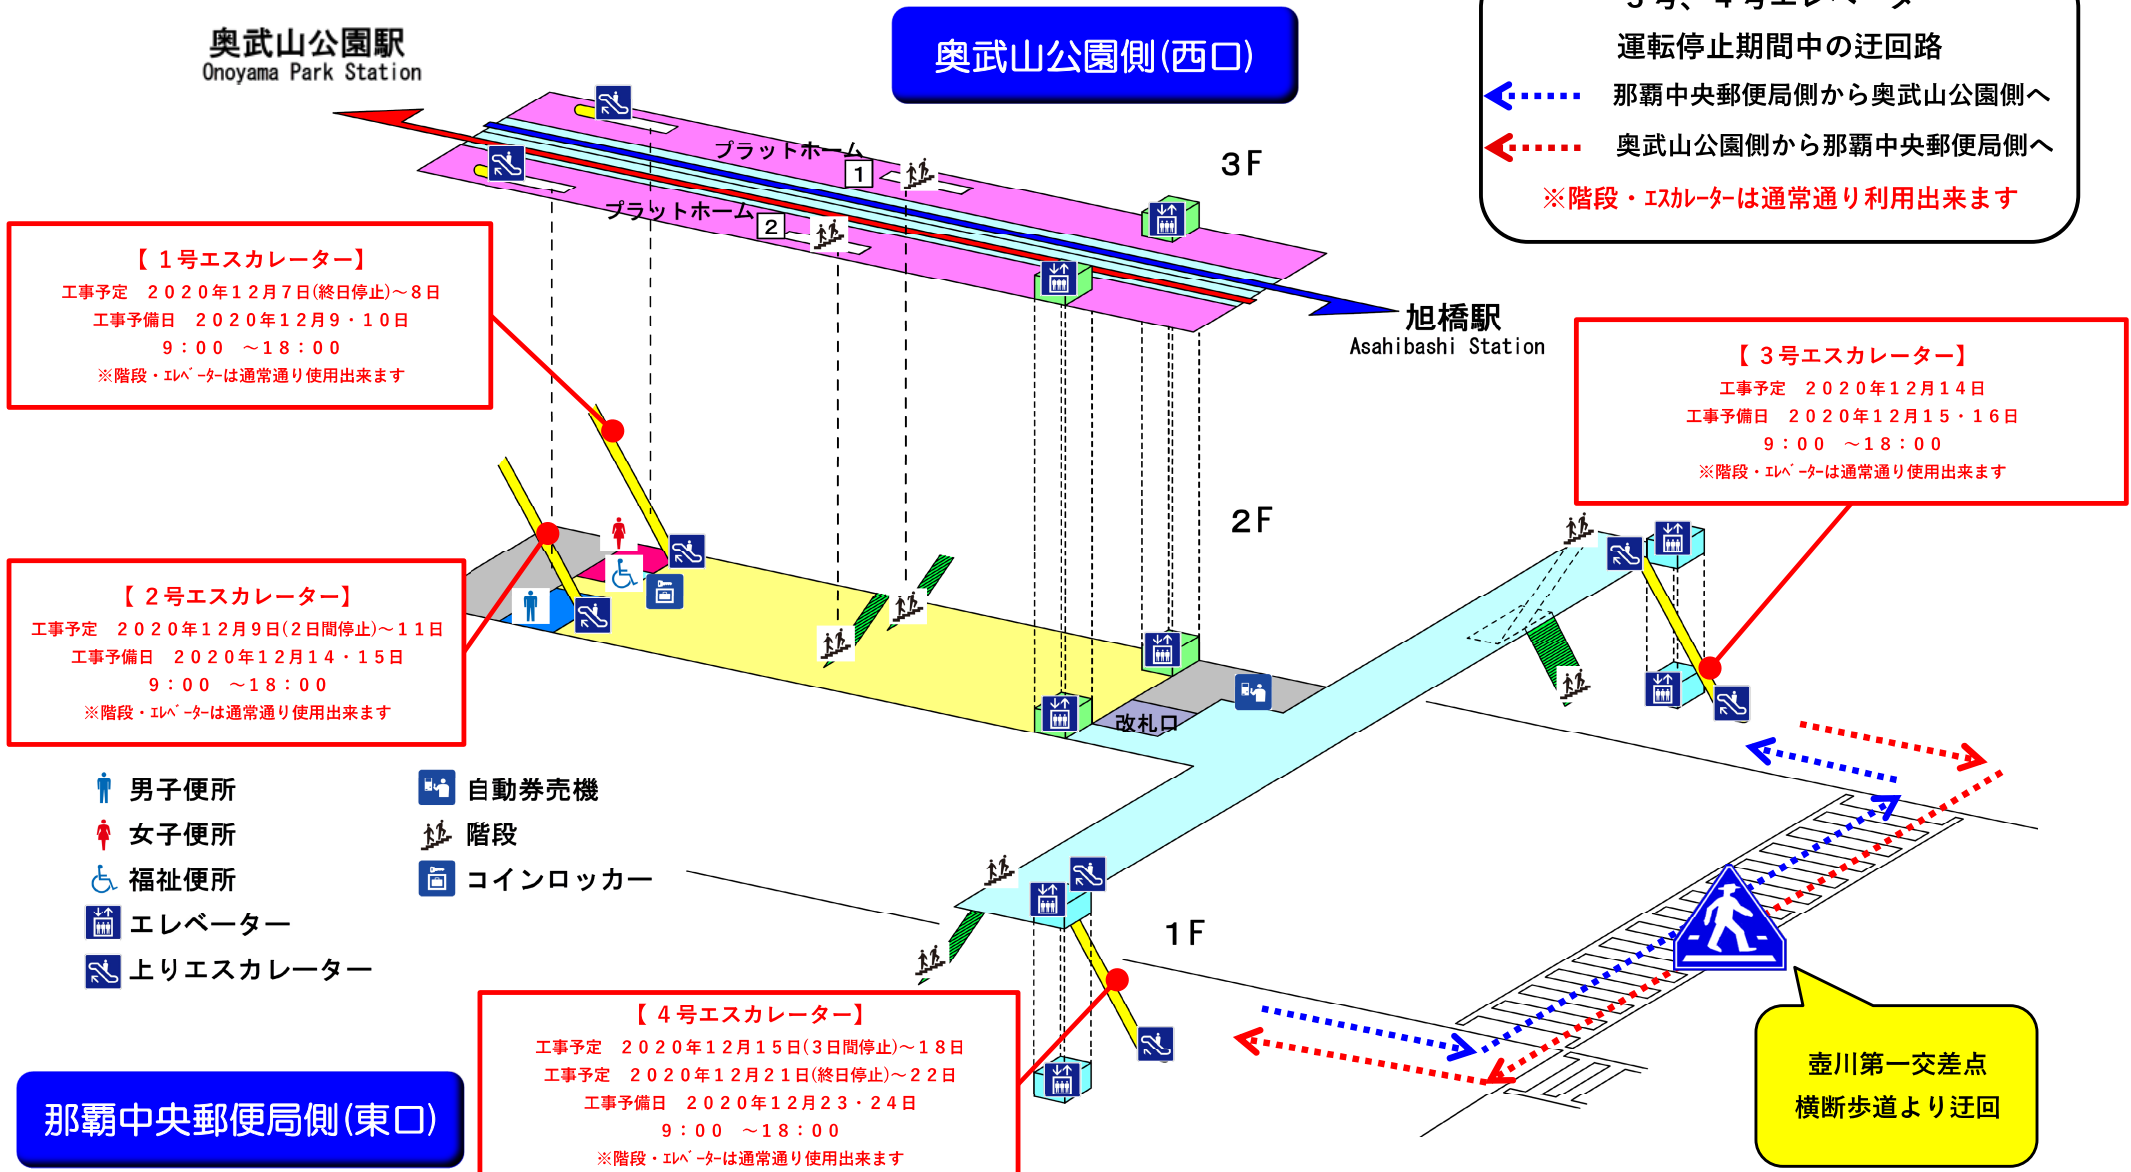 奥武山公園駅
Onoyama Park Station
奥武山公園側(西口)
3号、4号エレベーター
運転停止期間中の迂回路
那覇中央郵便局側から奥武山公園側へ
奥武山公園側から那覇中央郵便局側へ
※階段・ｴｽｶﾚｰﾀｰは通常通り利用出来ます
プラットホーム
1
3F
プラットホーム
2
旭橋駅
Asahibashi Station
【 1号エスカレーター】
工事予定　2020年12月7日(終日停止)～8日
工事予備日　2020年12月9・10日
9：00　～18：00
※階段・ｴﾚﾍﾞｰﾀｰは通常通り使用出来ます
【 3号エスカレーター】
工事予定　2020年12月14日
工事予備日　2020年12月15・16日
9：00　～18：00
※階段・ｴﾚﾍﾞｰﾀｰは通常通り使用出来ます
2F
【 2号エスカレーター】
工事予定　2020年12月9日(2日間停止)～11日
工事予備日　2020年12月14・15日
9：00　～18：00
※階段・ｴﾚﾍﾞｰﾀｰは通常通り使用出来ます
改札口
男子便所
女子便所
福祉便所
エレベーター
上りエスカレーター
自動券売機
階段
コインロッカー
1F
【 4号エスカレーター】
工事予定　2020年12月15日(3日間停止)～18日
工事予定　2020年12月21日(終日停止)～22日
工事予備日　2020年12月23・24日
9：00　～18：00
※階段・ｴﾚﾍﾞｰﾀｰは通常通り使用出来ます
那覇中央郵便局側(東口)
壺川第一交差点
横断歩道より迂回